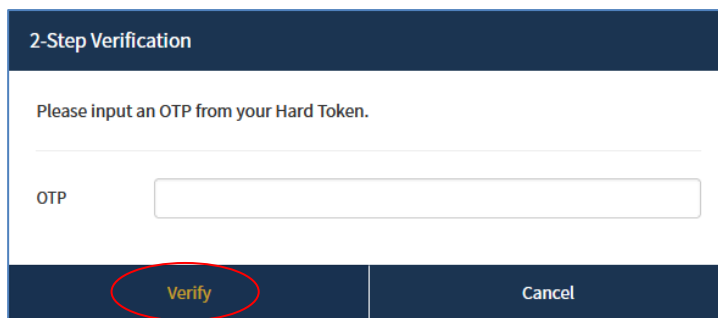 2-Step Verification
Please input an OTP from your Hard Token.
OTP
Verify Cancel